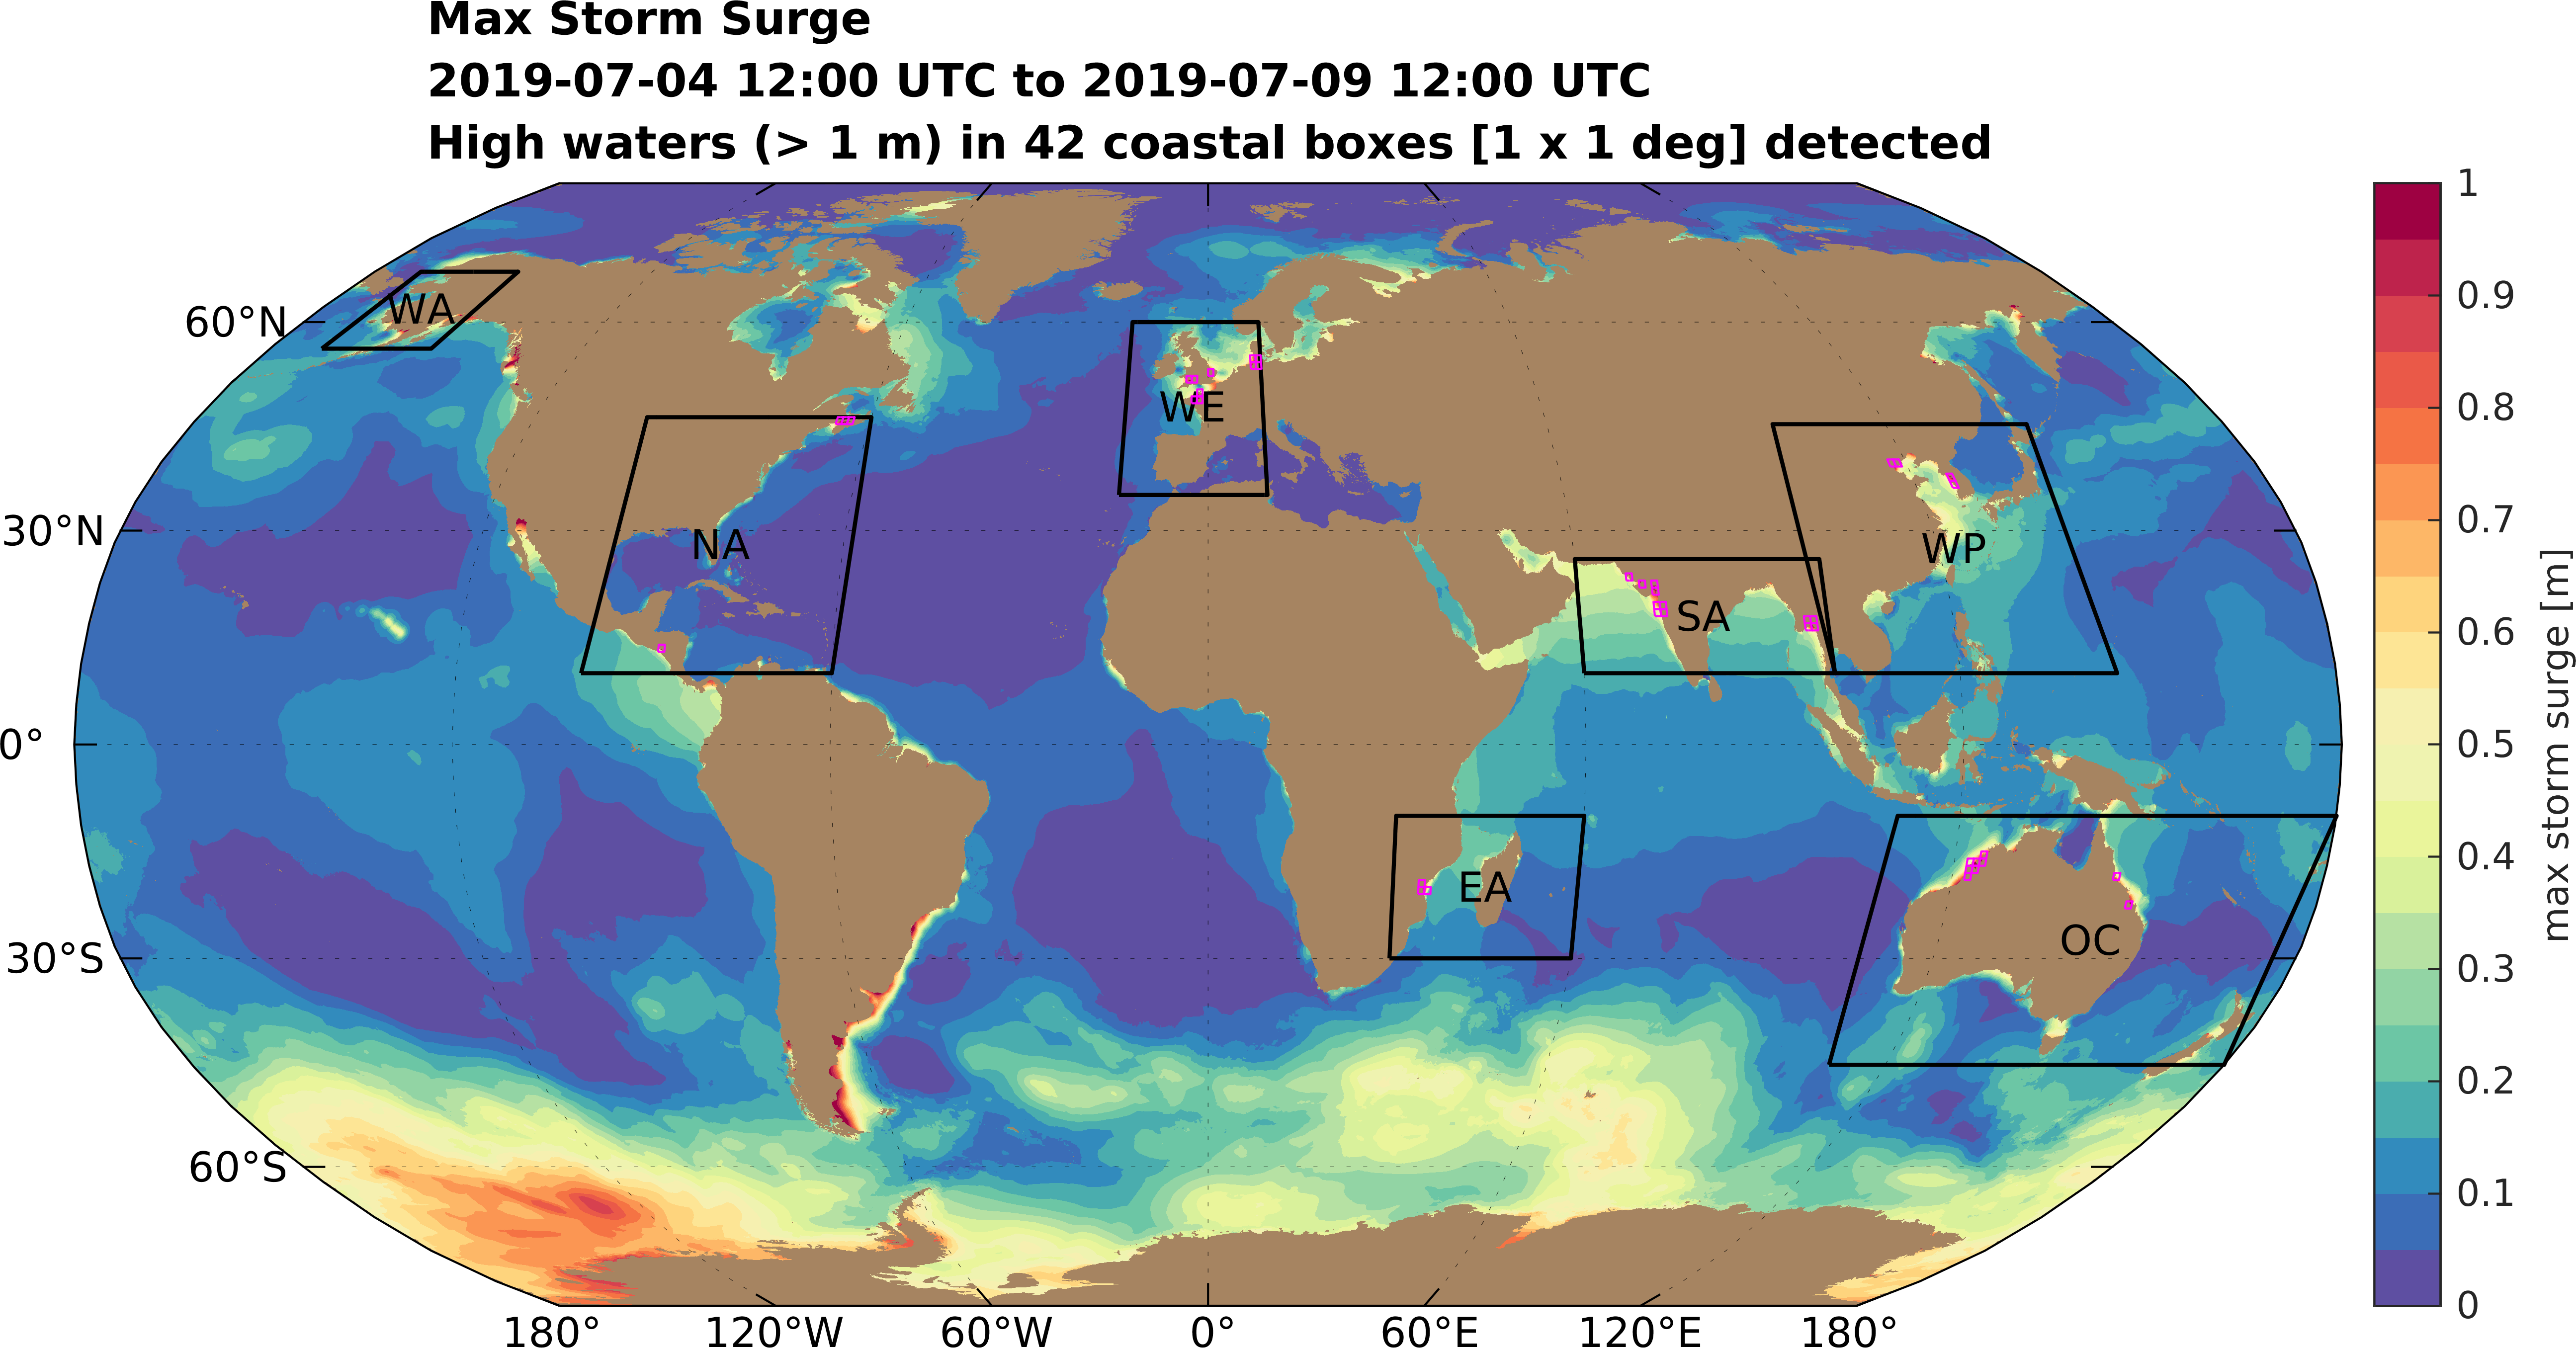 Max Storm Surge
2019-07-04 12:00 UTC to 2019-07-09 12:00 UTC
High waters (> 1 m) in 42 coastal boxes [1 x 1 deg] detected
60°N
30°N
0°
30°S
60°S
WA
NA
WE
SA
WP
EA
OC
180°
120°W
60°W
0°
60°E
120°E
180°
1
0.9
0.8
0.7
0.6
0.5
0.4
0.3
0.2
0.1
0
max storm surge [m]